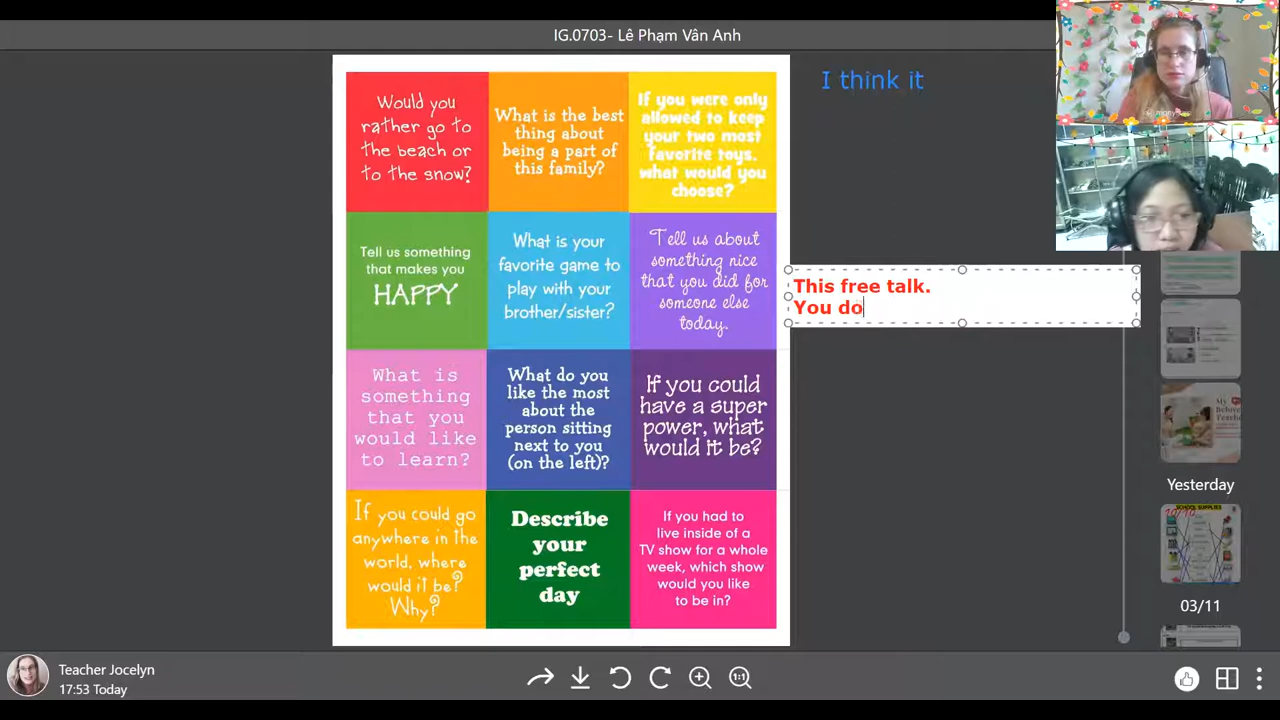 IG.0703- Lê Phạm Vân Anh
Would you
rather go to
the beach or
to the snow?
What is the best
thing about
being a part of
this family?
If you were only
allowed to keep
your two most
favorite toys,
what would you
choose?
I think it
Tell us something
that makes you
HAPPY
What is your
favorite game to
play with your
brother/sister?
Tell us about
something nice
that you did for
someone else
today.
This free talk.
You do
What is
something
that you
would like
to learn?
What do you
like the most
about the
person sitting
next to you
(on the left)?
If you could
have a super
power, what
would it be?
If you could go
anywhere in the
world, where
would it be?
Why?
Describe
your
perfect
day
If you had to
live inside of a
TV show for a whole
week, which show
would you like
to be in?
Yesterday
SCHOOL SUPPLIES
03/11
Teacher Jocelyn
17:53 Today
1:1